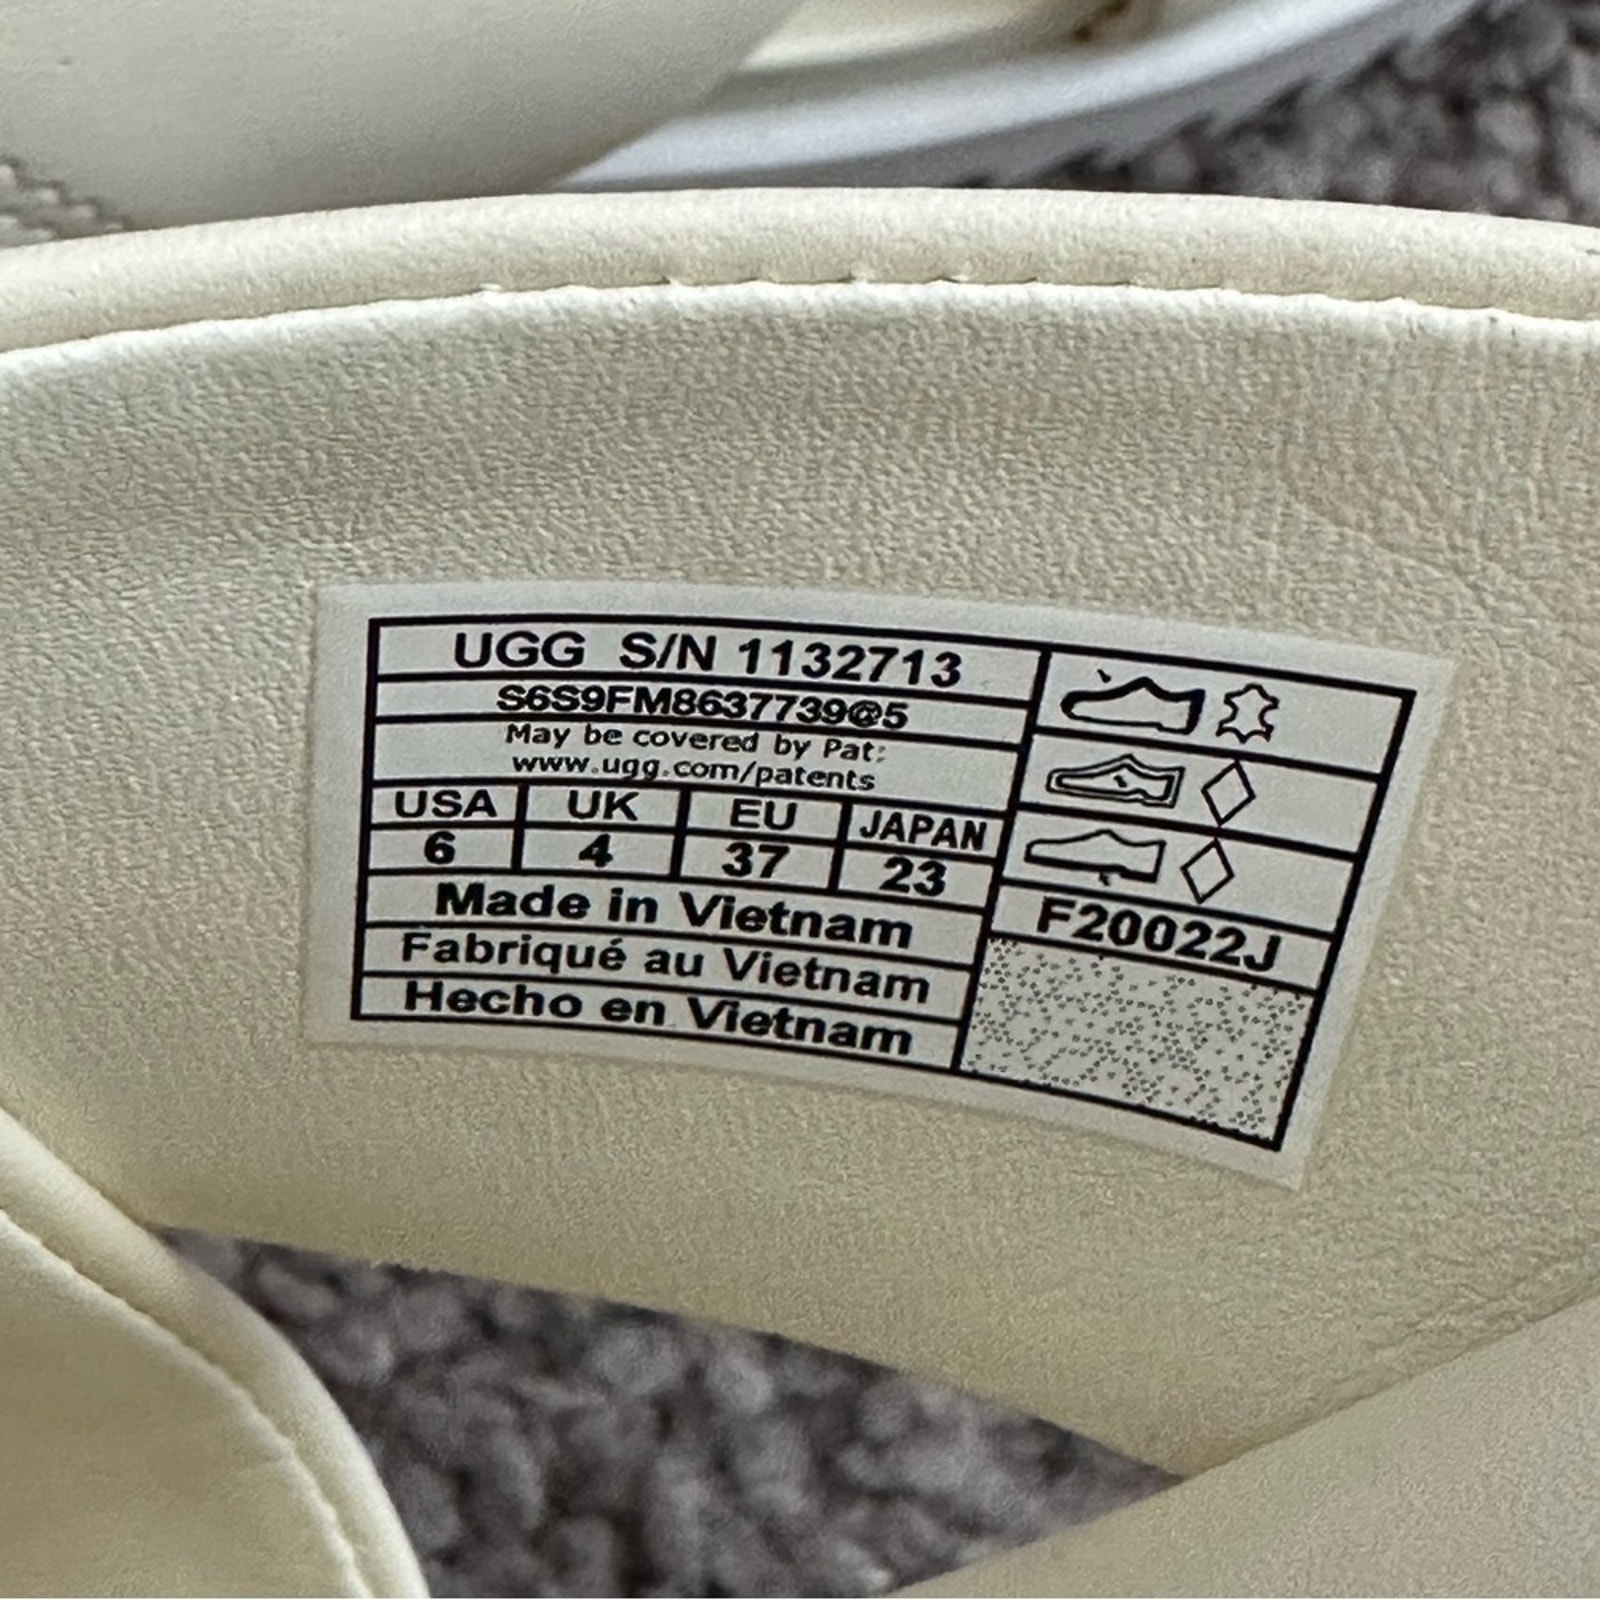 UGG S/N 1132713
S6S9FM8637739@5
May be covered by Pat:
www.ugg.com/patents
USA UK EU JAPAN
6 4 37 23
Made in Vietnam
Fabriqué au Vietnam
Hecho en Vietnam
F20022J